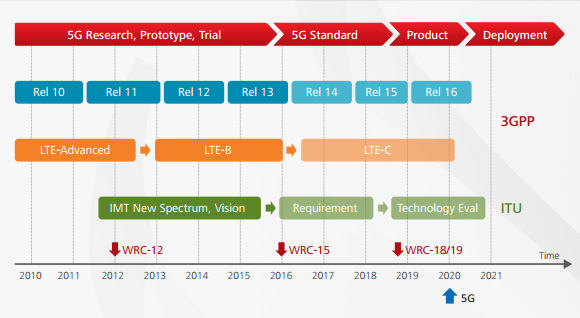 5G Research, Prototype, Trial
5G Standard
Product
Deployment
Rel 10
Rel 11
Rel 12
Rel 13
Rel 14
Rel 15
Rel 16
3GPP
LTE-Advanced
LTE-B
LTE-C
IMT New Spectrum, Vision
Requirement
Technology Eval
ITU
WRC-12
WRC-15
WRC-18/19
Time
2010
2011
2012
2013
2014
2015
2016
2017
2018
2019
2020
2021
5G